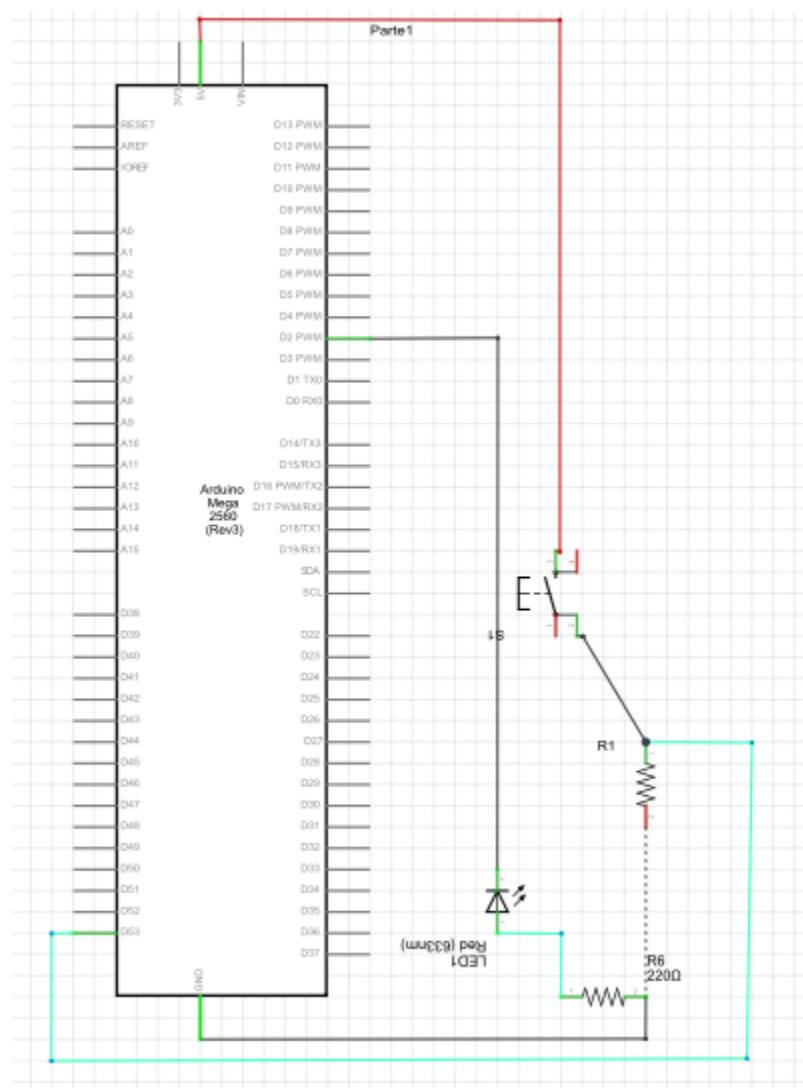 Parte1
3V3
5V
VIN
RESET
AREF
IOREF
A0
A1
A2
A3
A4
A5
A6
A7
A8
A9
A10
A11
A12
A13
A14
A15
D38
D39
D40
D41
D42
D43
D44
D45
D46
D47
D48
D49
D50
D51
D52
D53
Arduino
Mega
2560
(Rev3)
D13 PWM
D12 PWM
D11 PWM
D10 PWM
D9 PWM
D8 PWM
D7 PWM
D6 PWM
D5 PWM
D4 PWM
D2 PWM
D3 PWM
D1 TX0
D0 RX0
D14/TX3
D15/RX3
D16 PWM/TX2
D17 PWM/RX2
D18/TX1
D19/RX1
SDA
SCL
D22
D23
D24
D25
D26
D27
D28
D29
D30
D31
D32
D33
D34
D35
D36
D37
GND
S1
R1
LED1
Red (633nm)
R6
220Ω